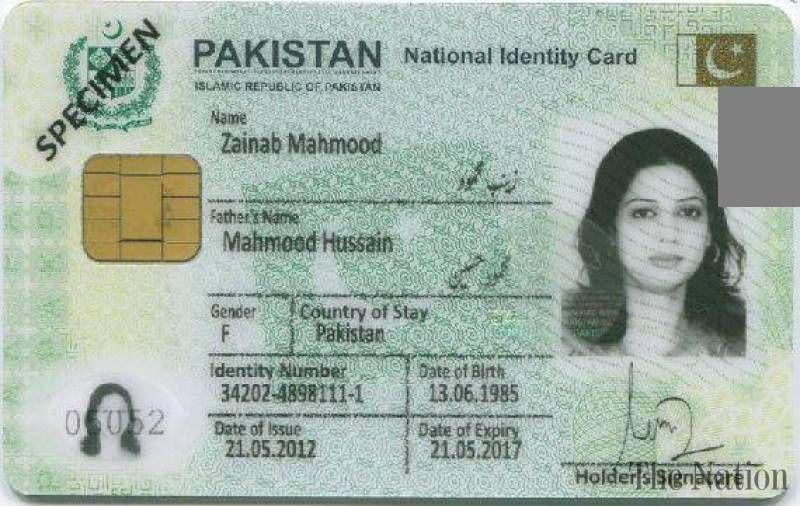 SPECIMEN
PAKISTAN National Identity Card
ISLAMIC REPUBLIC OF PAKISTAN
Name
Zainab Mahmood
زینب محمود
Father's Name
Mahmood Hussain
محمود حسین
Gender Country of Stay
F Pakistan
Identity Number Date of Birth
34202-4898111-1 13.06.1985
Date of Issue Date of Expiry
21.05.2012 21.05.2017
Holder's Signature
The Nation